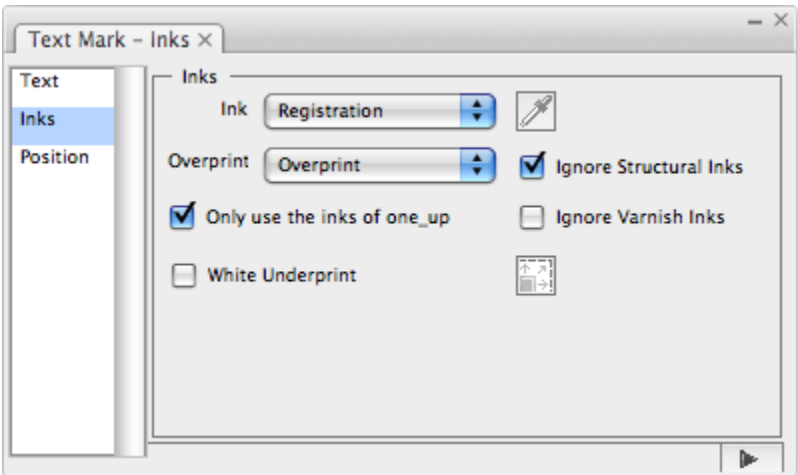 Text Mark – Inks ×
Text
Inks
Position
Inks
Ink Registration
Overprint Overprint
Ignore Structural Inks
Only use the inks of one_up
Ignore Varnish Inks
White Underprint